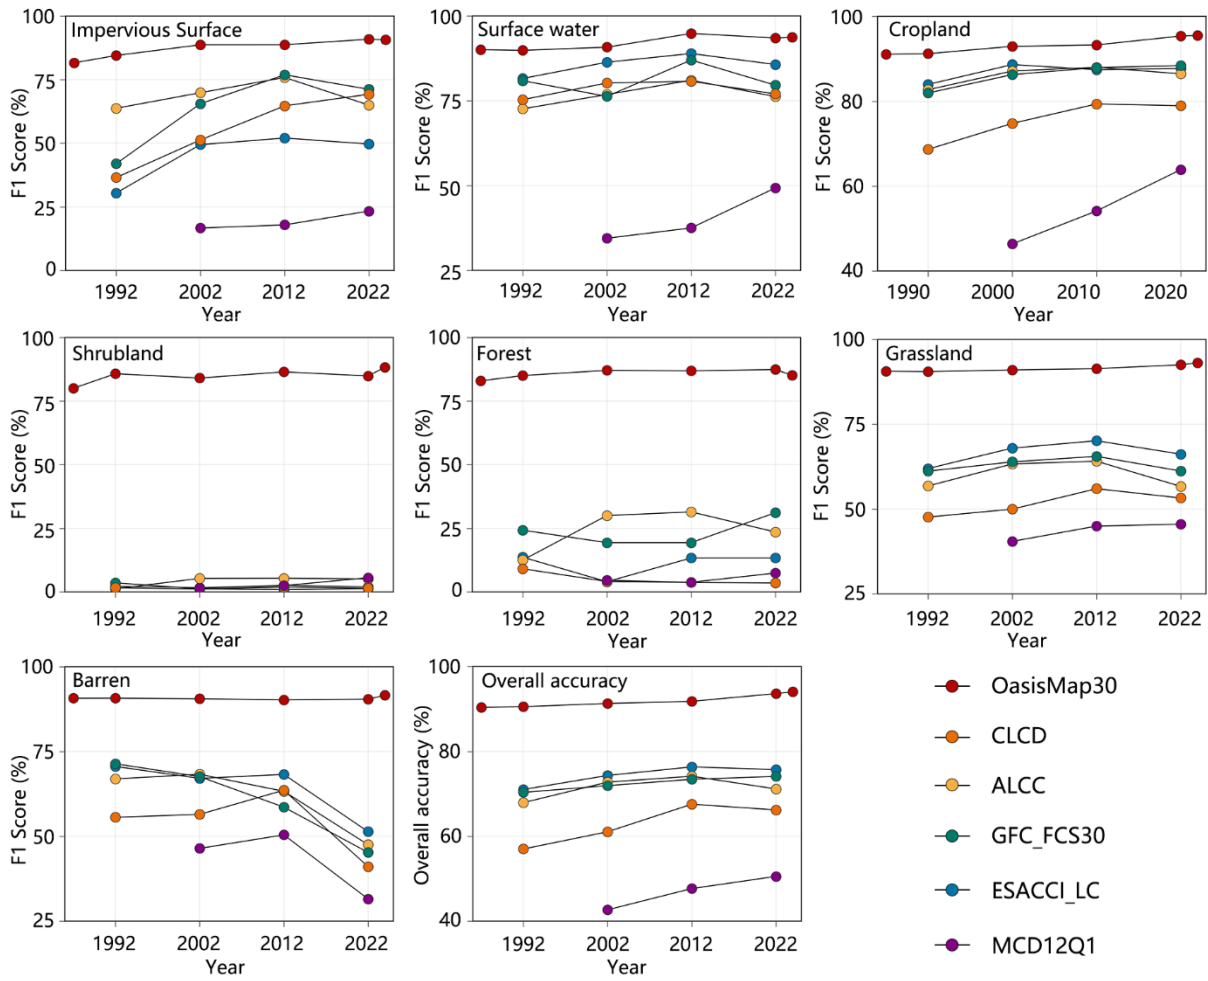 Impervious Surface
F1 Score (%)
100
75
50
25
0
1992 2002 2012 2022
Year
Surface water
F1 Score (%)
100
75
50
25
1992 2002 2012 2022
Year
Cropland
F1 Score (%)
100
80
60
40
1990 2000 2010 2020
Year
Shrubland
F1 Score (%)
100
75
50
25
0
1992 2002 2012 2022
Year
Forest
F1 Score (%)
100
75
50
25
0
1992 2002 2012 2022
Year
Grassland
F1 Score (%)
100
75
50
25
1992 2002 2012 2022
Year
Barren
F1 Score (%)
100
75
50
25
1992 2002 2012 2022
Year
Overall accuracy
Overall accuracy (%)
100
80
60
40
1992 2002 2012 2022
Year
OasisMap30
CLCD
ALCC
GFC_FCS30
ESACCI_LC
MCD12Q1